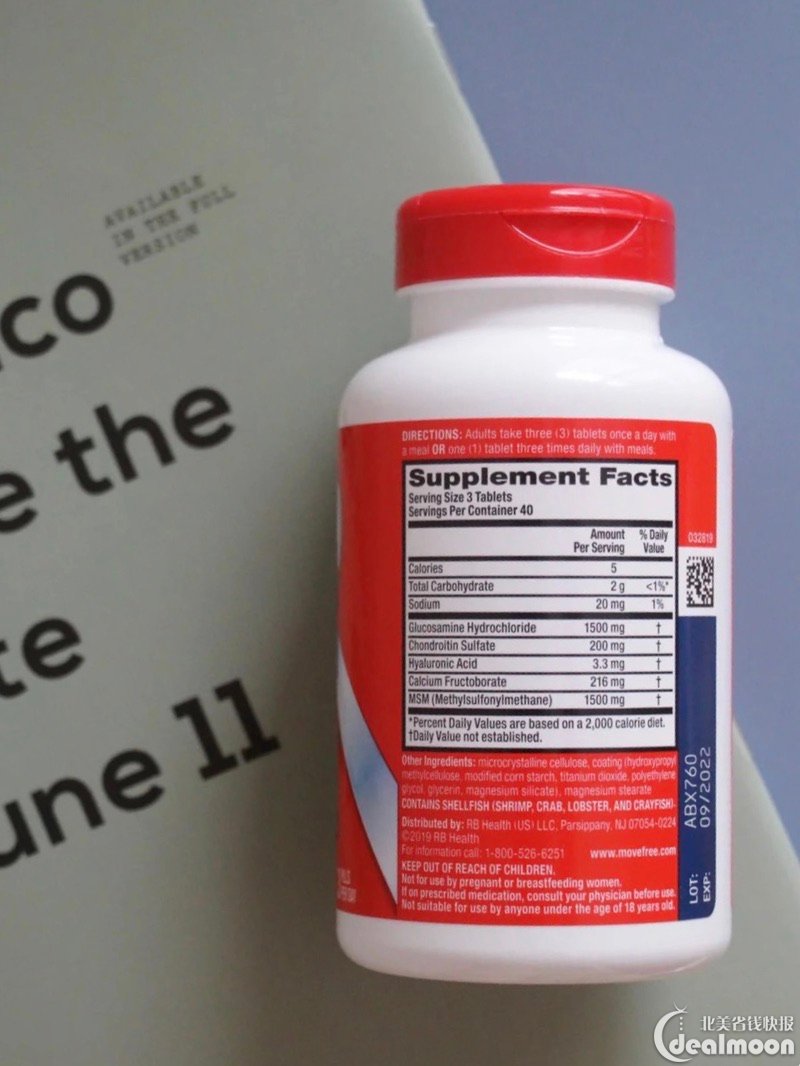 AVAILABLE
IN THE FULL
VERSION
co
e the
te
une 11
DIRECTIONS: Adults take three (3) tablets once a day with
a meal OR one (1) tablet three times daily with meals.
Supplement Facts
Serving Size 3 Tablets
Servings Per Container 40
Amount Per Serving % Daily Value
Calories 5
Total Carbohydrate 2 g <1%*
Sodium 20 mg 1%
Glucosamine Hydrochloride 1500 mg †
Chondroitin Sulfate 200 mg †
Hyaluronic Acid 3.3 mg †
Calcium Fructoborate 216 mg †
MSM (Methylsulfonylmethane) 1500 mg †
*Percent Daily Values are based on a 2,000 calorie diet.
†Daily Value not established.
Other Ingredients: microcrystalline cellulose, coating (hydroxypropyl
methylcellulose, modified corn starch, titanium dioxide, polyethylene
glycol, glycerin, magnesium silicate), magnesium stearate
CONTAINS SHELLFISH (SHRIMP, CRAB, LOBSTER, AND CRAYFISH).
Distributed by: RB Health (US) LLC, Parsippany, NJ 07054-0224
©2019 RB Health
For information call: 1-800-526-6251 www.movefree.com
KEEP OUT OF REACH OF CHILDREN.
Not for use by pregnant or breastfeeding women.
If on prescribed medication, consult your physician before use.
Not suitable for use by anyone under the age of 18 years old.
032819
LOT: ABX760
EXP: 09/2022
北美省钱快报
dealmoon